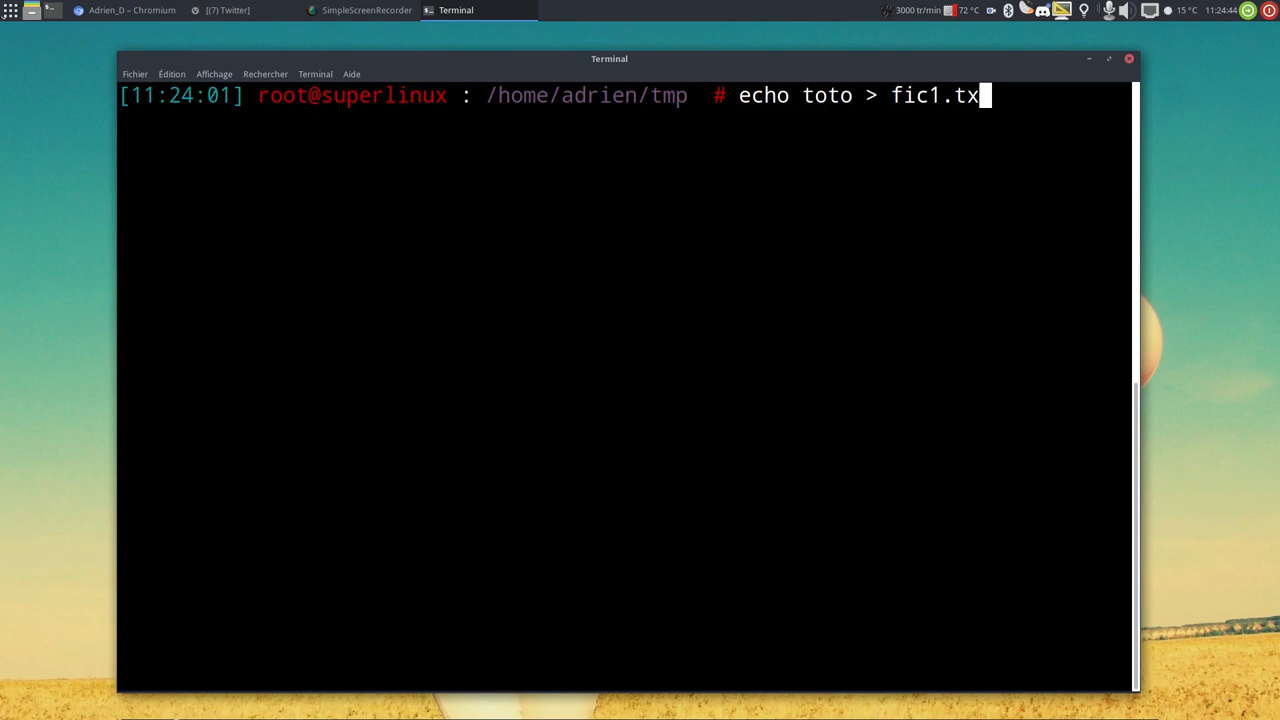 Adrien_D – Chromium [(7) Twitter] SimpleScreenRecorder Terminal 3000 tr/min 72 °C 15 °C 11:24:44
Terminal
Fichier Édition Affichage Rechercher Terminal Aide
[11:24:01] root@superlinux : /home/adrien/tmp # echo toto > fic1.tx